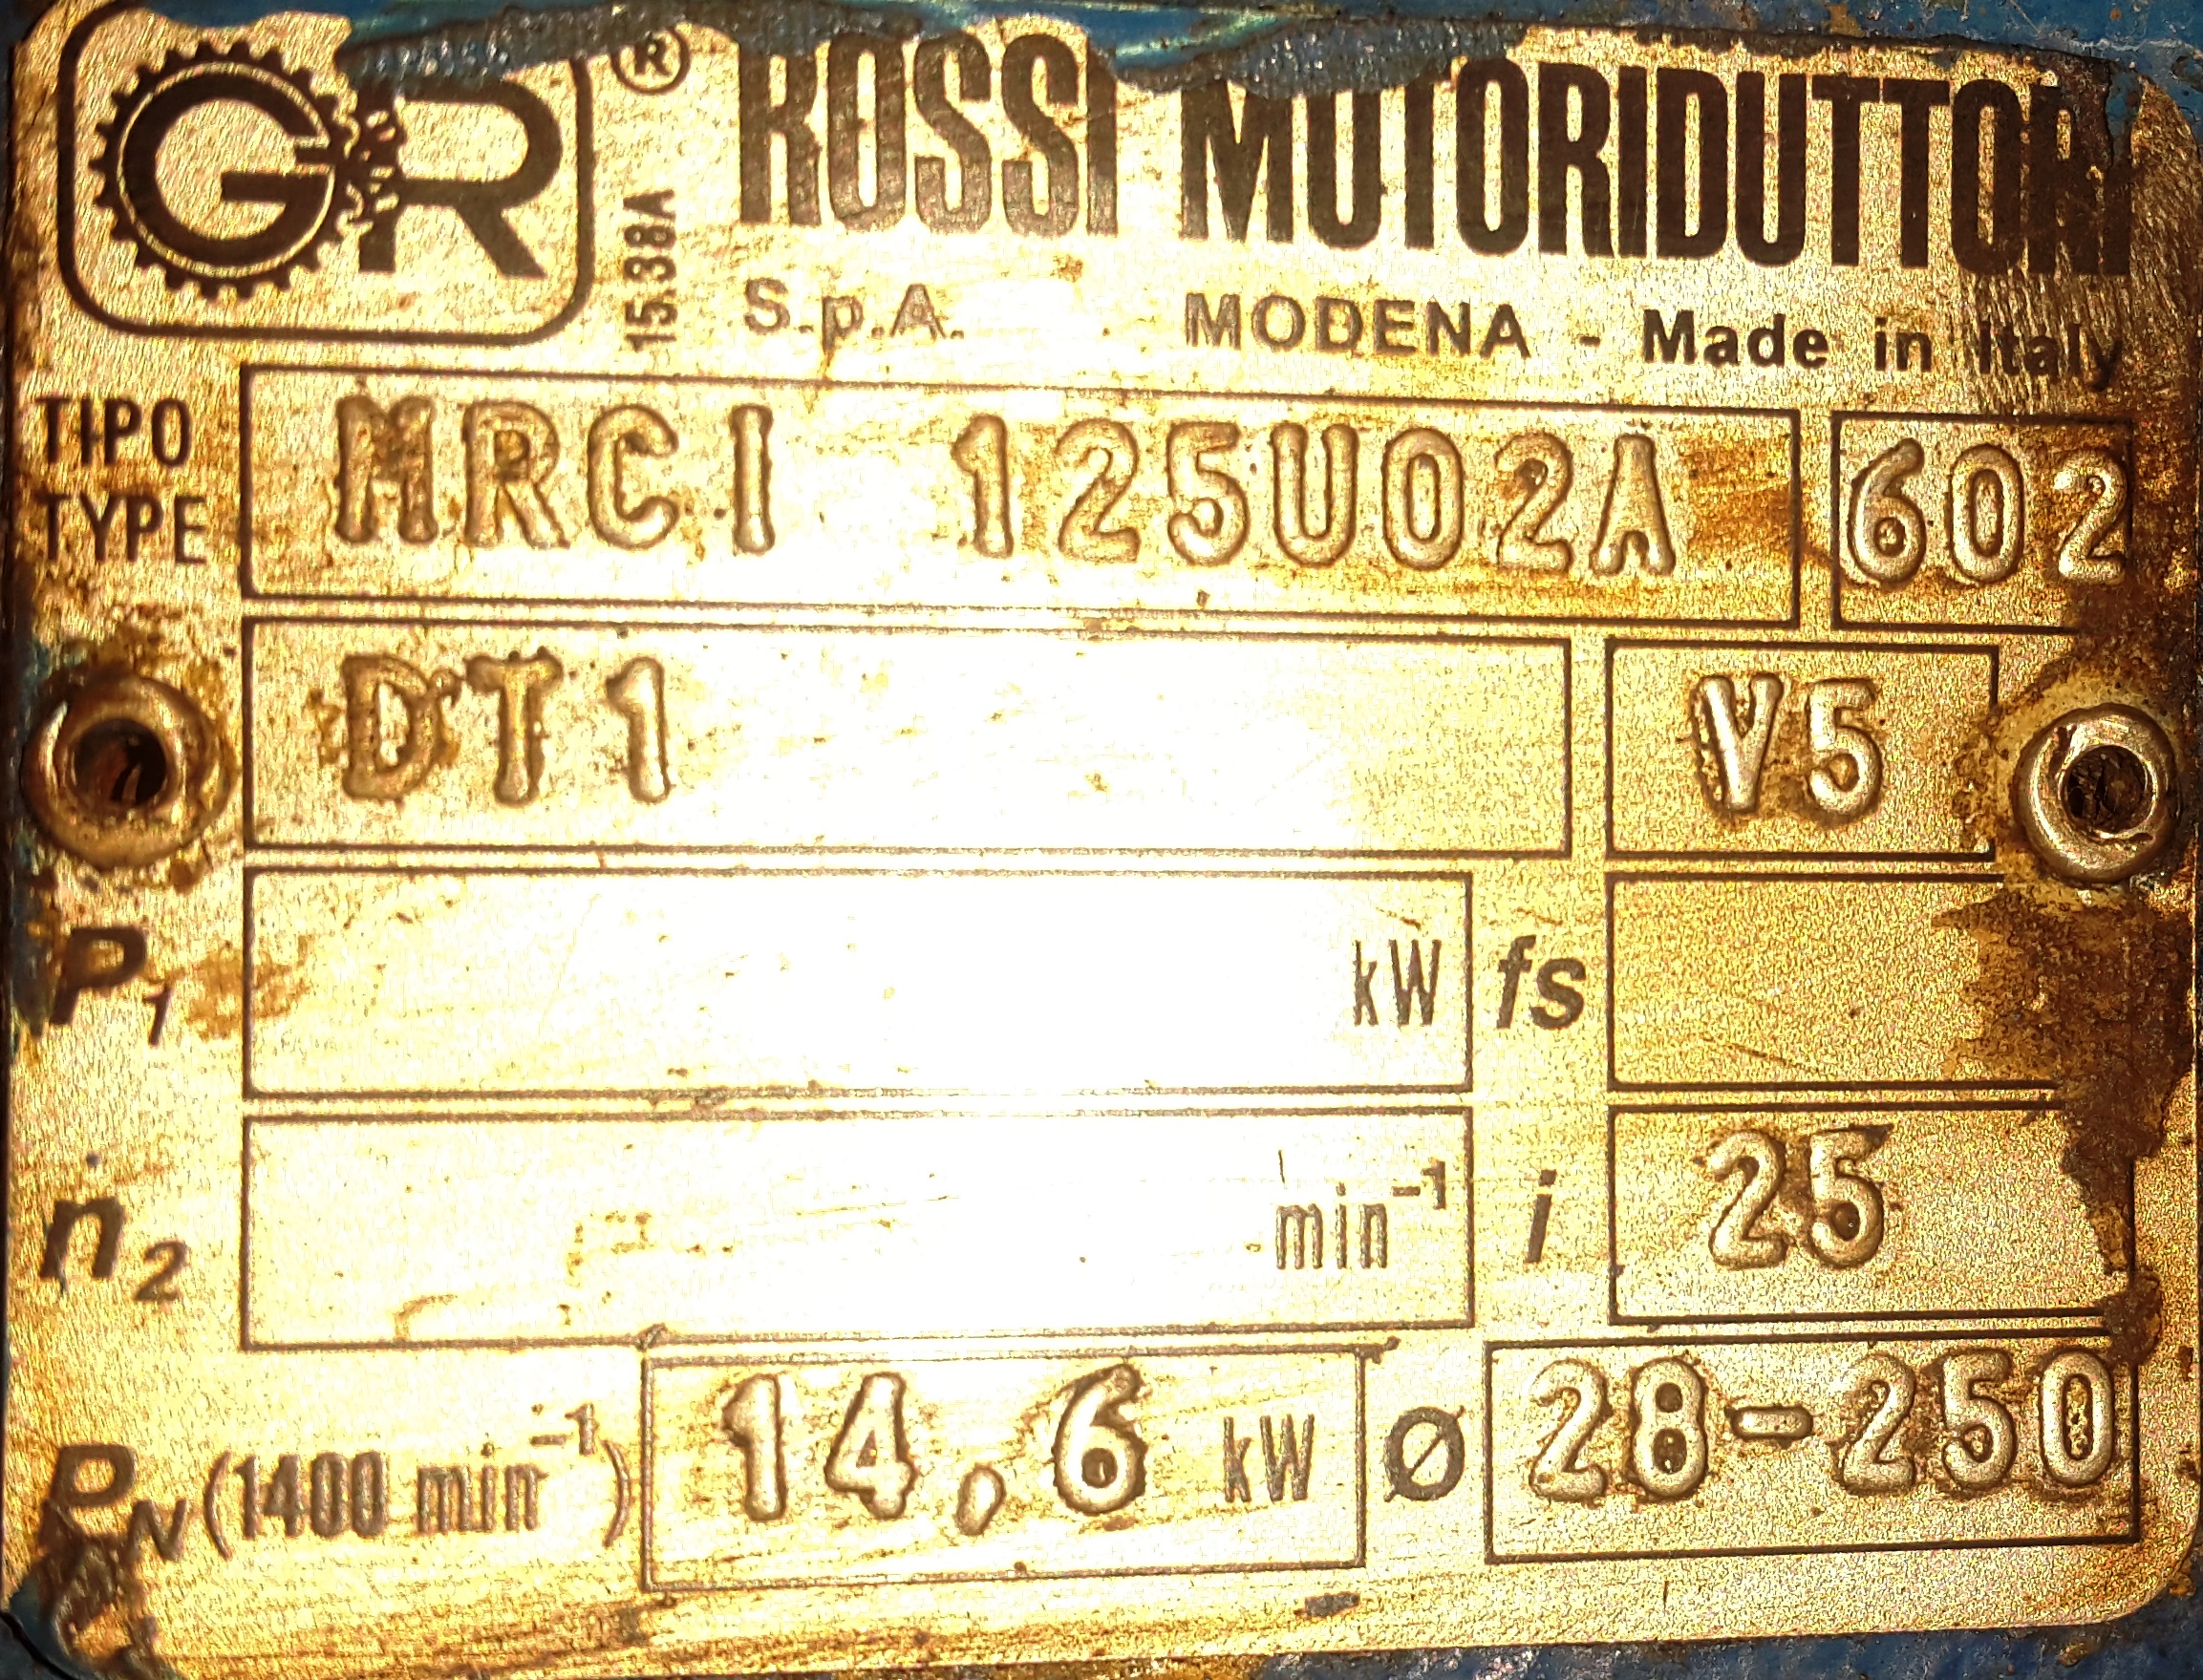 GR ® ROSSI MOTORIDUTTORI
15.38A S.p.A. MODENA - Made in Italy
TIPO
TYPE MRCI 125U02A 602
DT1 V5
P1 kW fs
n2 min-1 i 25
PN (1400 min-1) 14,6 kW Ø 28-250